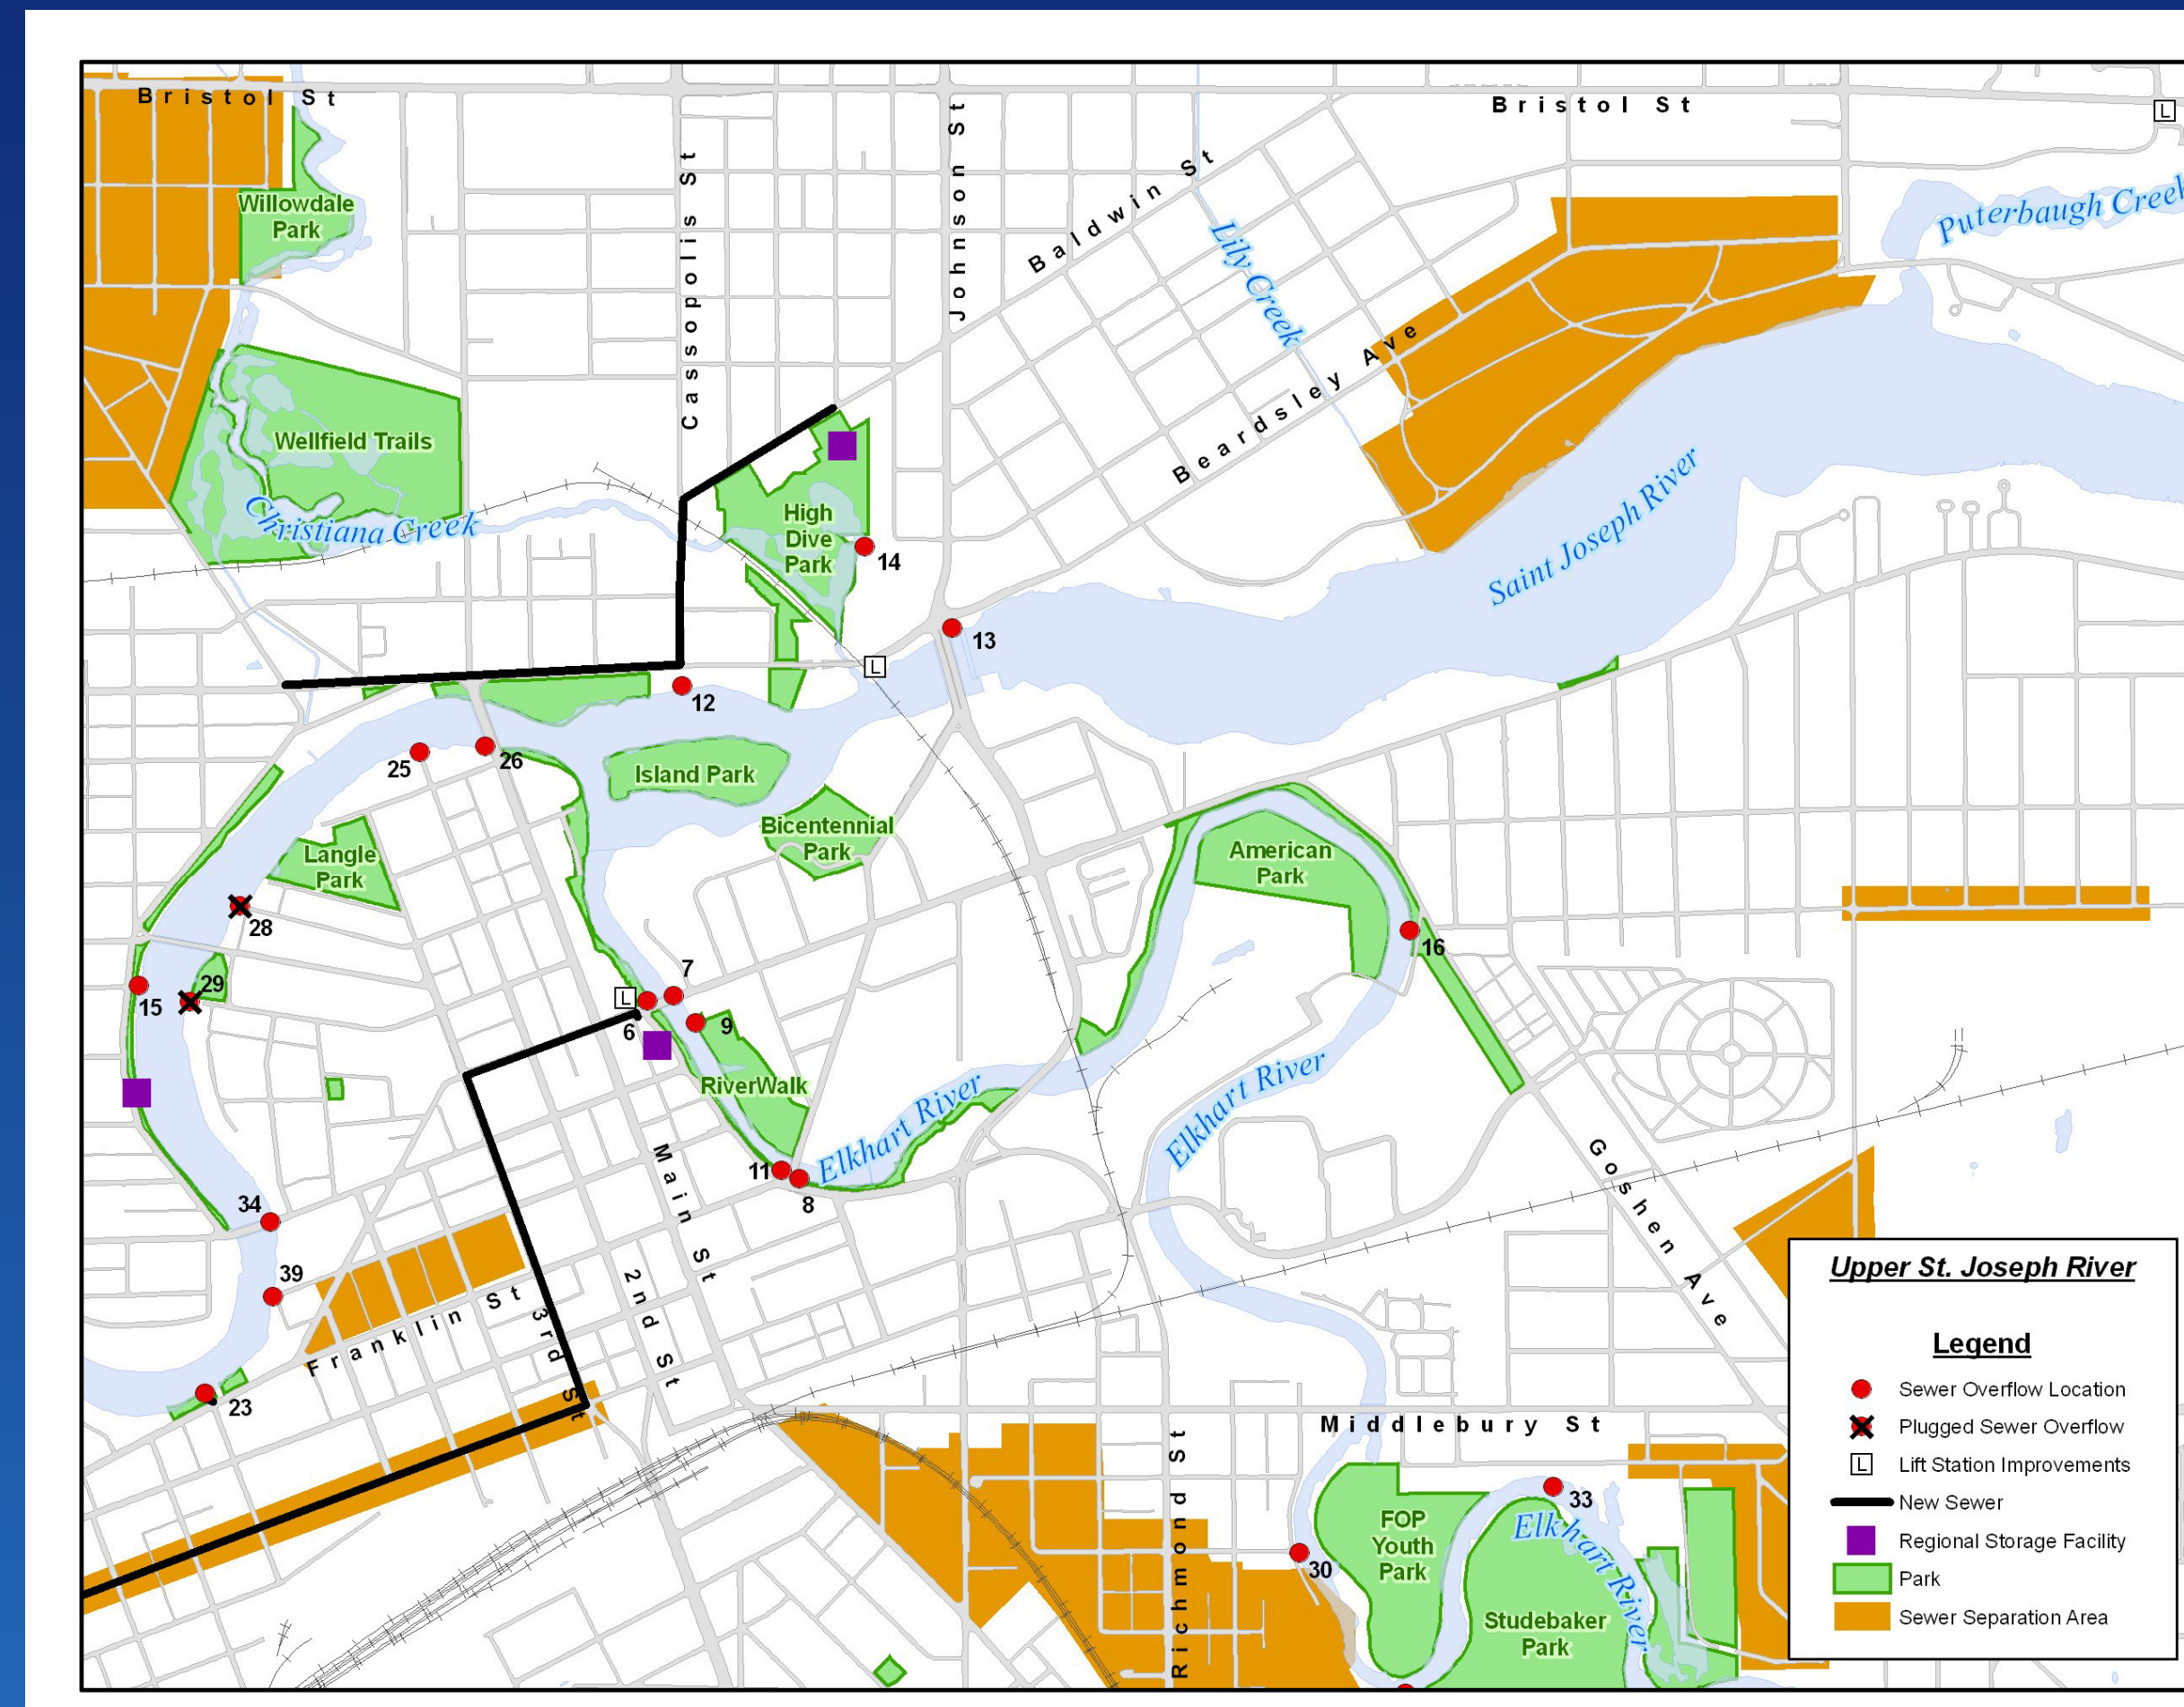 Bristol St
Bristol St
L
Cassopolis St
Johnson St
Baldwin St
Lily Creek
Puterbaugh Creek
Willowdale
Park
Beardsley Ave
Wellfield Trails
Christiana Creek
High
Dive
Park
14
Saint Joseph River
13
L
12
25
26
Island Park
Bicentennial
Park
Langle
Park
American
Park
28
16
29
15
7
L
6
9
RiverWalk
Elkhart River
Elkhart River
11
8
Main St
Goshen Ave
34
39
Franklin St
3rd St
2nd St
23
Middlebury St
Richmond St
33
30
FOP
Youth
Park
Elkhart River
Studebaker
Park
Upper St. Joseph River
Legend
Sewer Overflow Location
Plugged Sewer Overflow
L Lift Station Improvements
New Sewer
Regional Storage Facility
Park
Sewer Separation Area